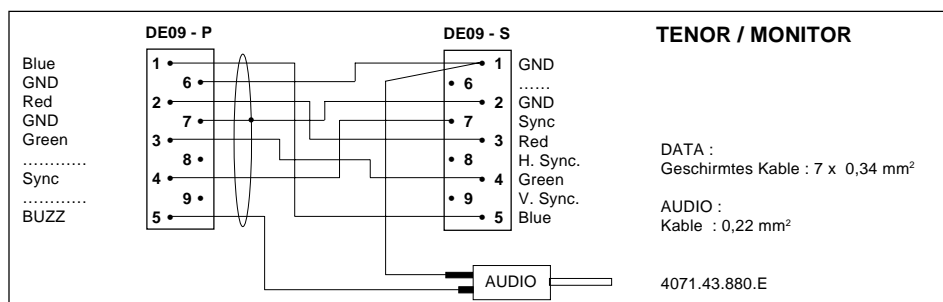 DE09 - P
DE09 - S
TENOR / MONITOR
Blue 1 1 GND
GND 6 6 ......
Red 2 2 GND
GND 7 7 Sync
Green 3 3 Red
............ 8 8 H. Sync.
Sync 4 4 Green
............ 9 9 V. Sync.
BUZZ 5 5 Blue
DATA :
Geschirmtes Kable : 7 x 0,34 mm²
AUDIO :
Kable : 0,22 mm²
AUDIO
4071.43.880.E